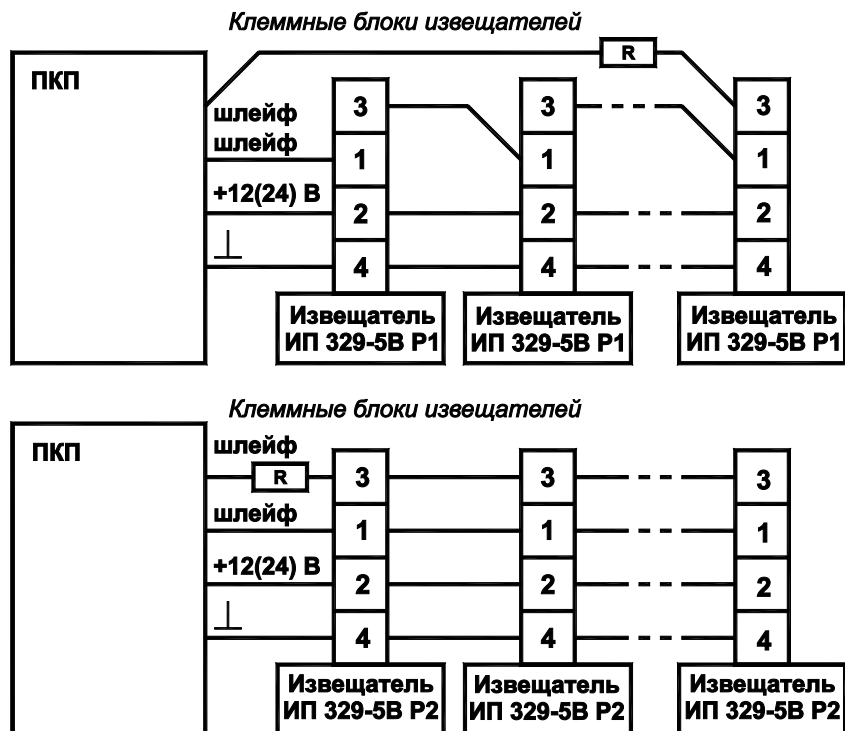 Клеммные блоки извещателей
R
ПКП
шлейф
3
3
3
шлейф
1
1
1
+12(24) В
2
2
2
⊥
4
4
4
Извещатель
ИП 329-5В Р1
Извещатель
ИП 329-5В Р1
Извещатель
ИП 329-5В Р1
Клеммные блоки извещателей
ПКП
шлейф
R
3
3
3
шлейф
1
1
1
+12(24) В
2
2
2
⊥
4
4
4
Извещатель
ИП 329-5В Р2
Извещатель
ИП 329-5В Р2
Извещатель
ИП 329-5В Р2